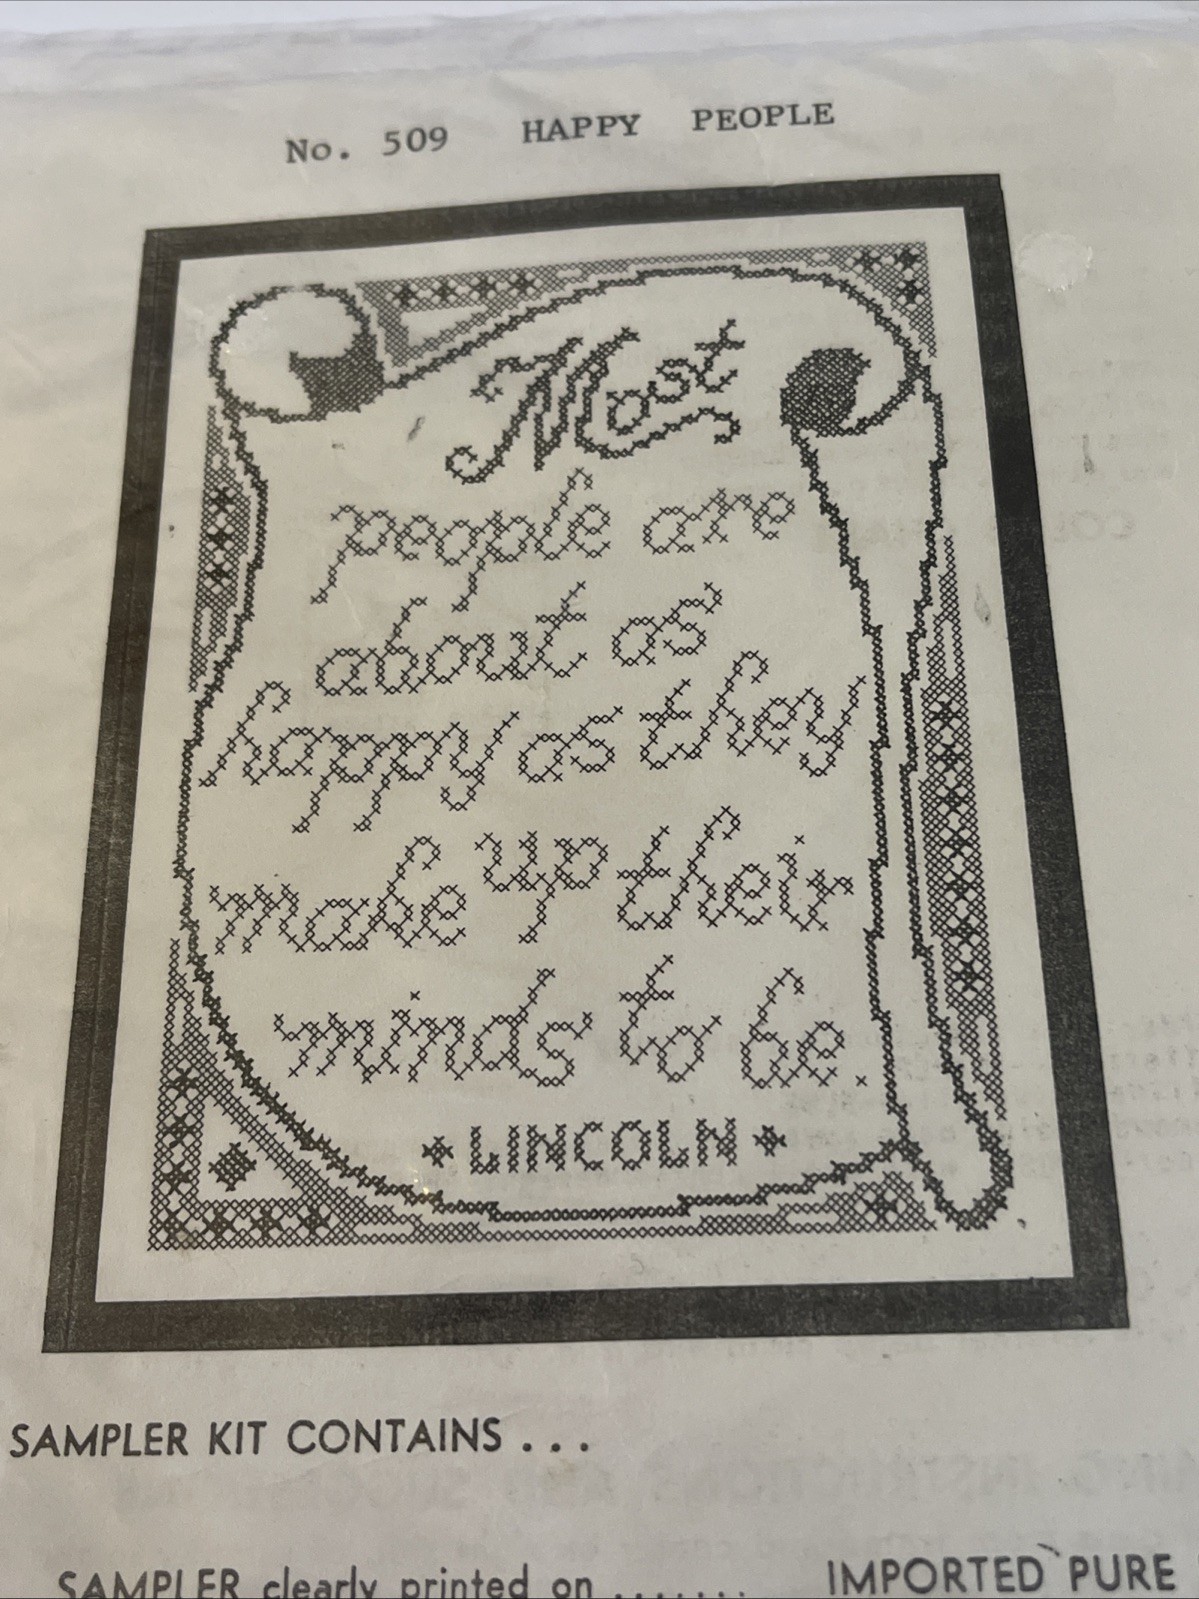 No. 509 HAPPY PEOPLE
Most
people are
about as
happy as they
make up their
minds to be.
LINCOLN
SAMPLER KIT CONTAINS . . .
SAMPLER clearly printed on ....... IMPORTED PURE